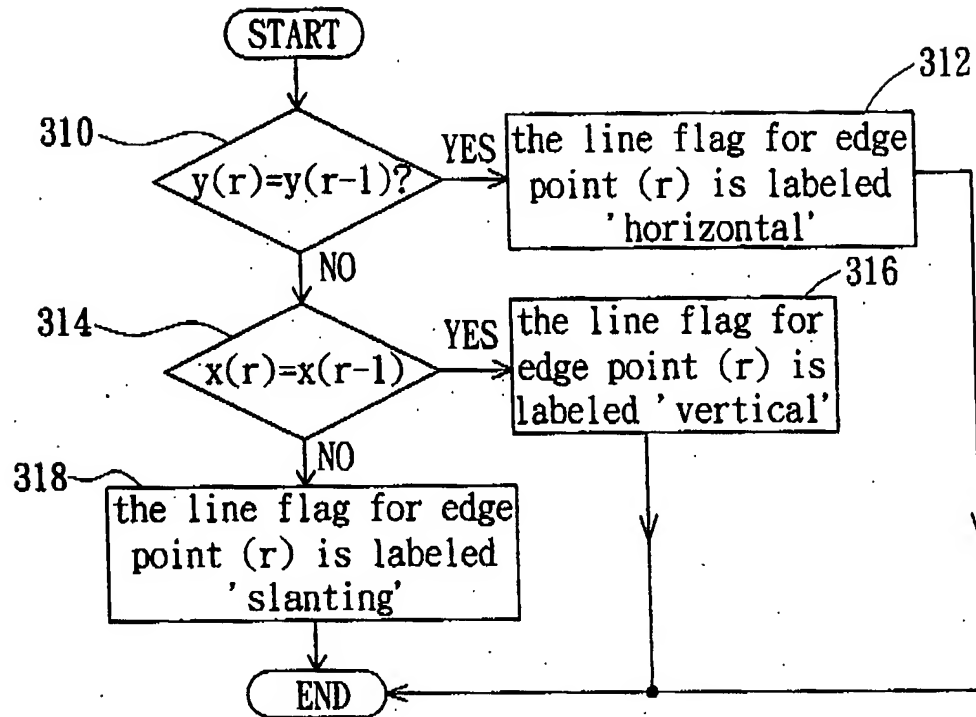 START
310
y(r)=y(r-1)?
YES
312
the line flag for edge
point (r) is labeled
'horizontal'
NO
314
x(r)=x(r-1)
YES
316
the line flag for
edge point (r) is
labeled 'vertical'
NO
318
the line flag for edge
point (r) is labeled
'slanting'
END